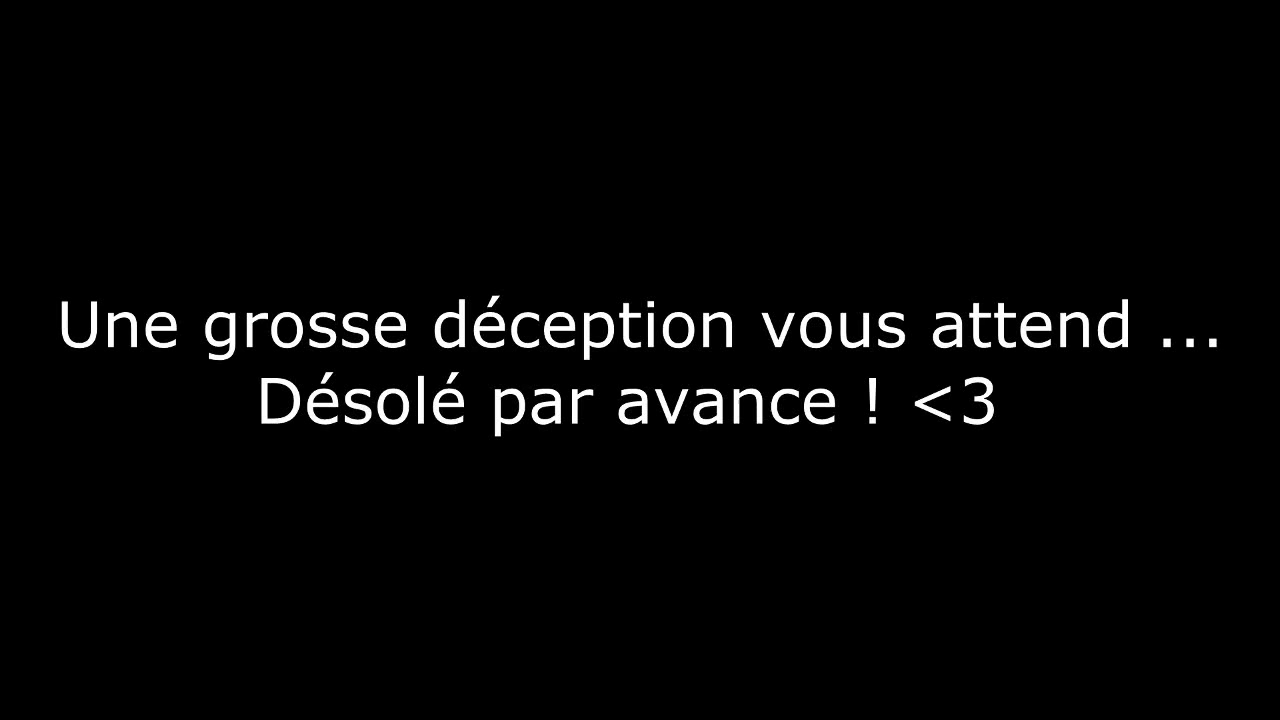 Une grosse déception vous attend ...
Désolé par avance ! <3